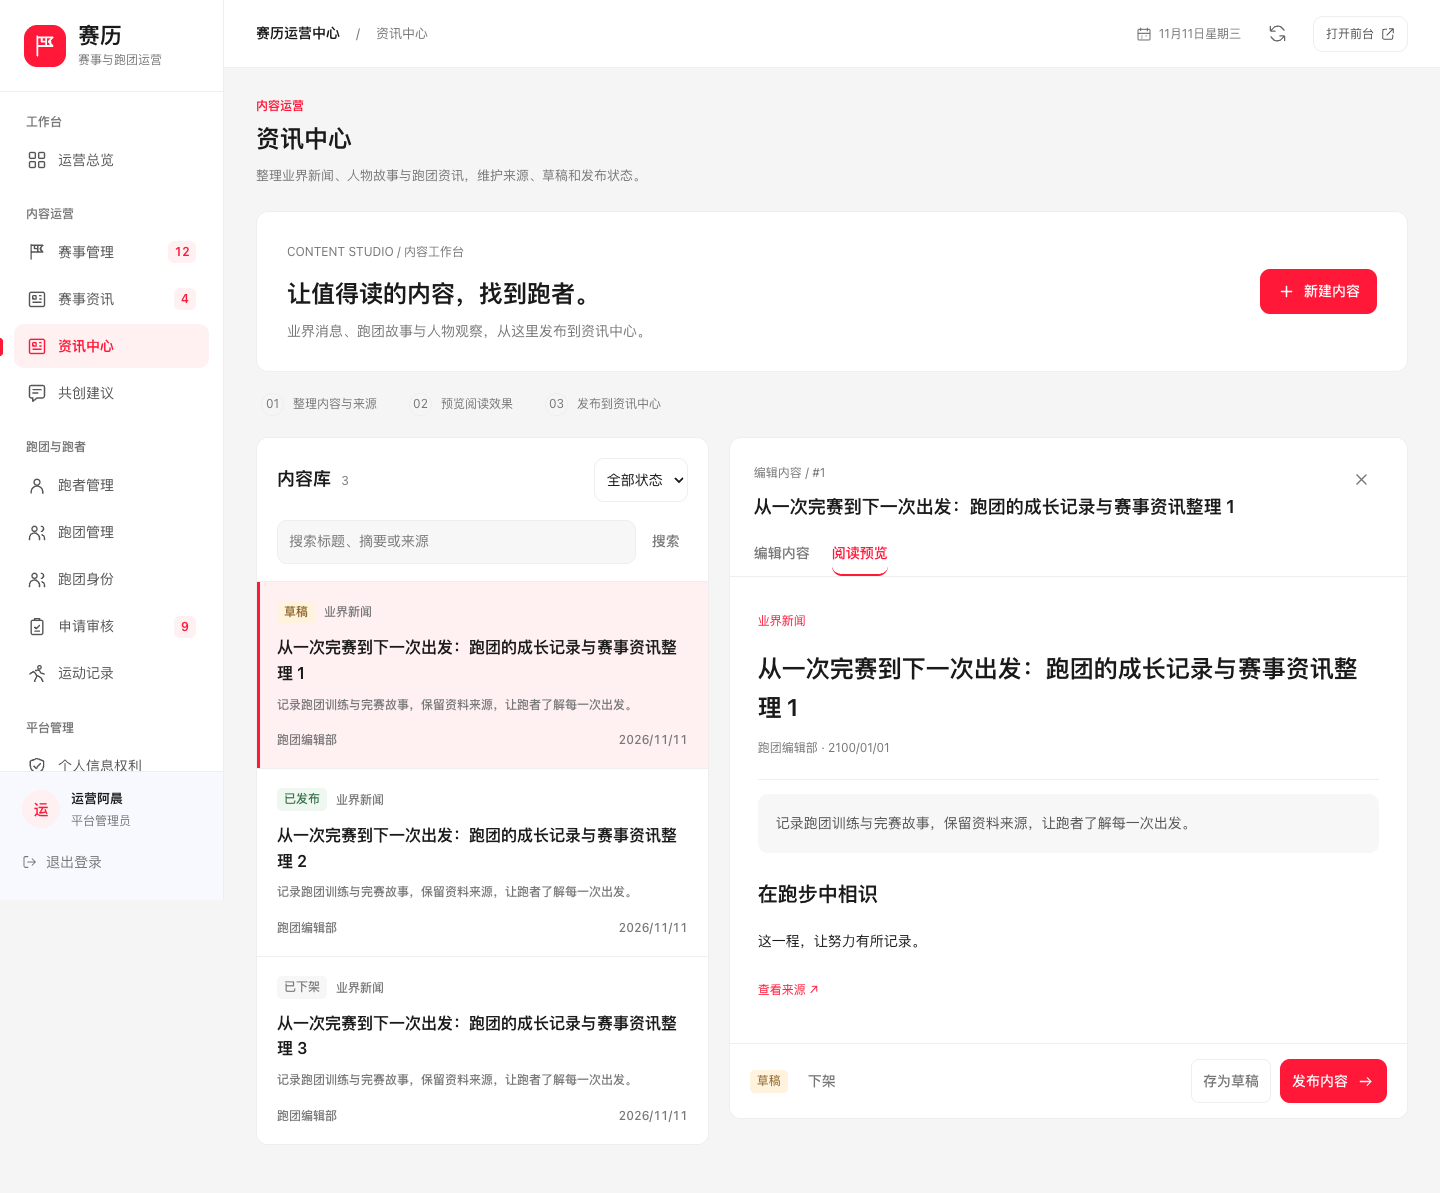 赛历
赛事与跑团运营
工作台
运营总览
内容运营
赛事管理 12
赛事资讯 4
资讯中心
共创建议
跑团与跑者
跑者管理
跑团管理
跑团身份
申请审核 9
运动记录
平台管理
个人信息权利
运 运营阿晨
平台管理员
退出登录
赛历运营中心 / 资讯中心
11月11日星期三
打开前台
内容运营
资讯中心
整理业界新闻、人物故事与跑团资讯，维护来源、草稿和发布状态。
CONTENT STUDIO / 内容工作台
让值得读的内容，找到跑者。
业界消息、跑团故事与人物观察，从这里发布到资讯中心。
新建内容
01 整理内容与来源 02 预览阅读效果 03 发布到资讯中心
内容库 3
全部状态
搜索标题、摘要或来源 搜索
草稿 业界新闻
从一次完赛到下一次出发：跑团的成长记录与赛事资讯整
理 1
记录跑团训练与完赛故事，保留资料来源，让跑者了解每一次出发。
跑团编辑部 2026/11/11
已发布 业界新闻
从一次完赛到下一次出发：跑团的成长记录与赛事资讯整
理 2
记录跑团训练与完赛故事，保留资料来源，让跑者了解每一次出发。
跑团编辑部 2026/11/11
已下架 业界新闻
从一次完赛到下一次出发：跑团的成长记录与赛事资讯整
理 3
记录跑团训练与完赛故事，保留资料来源，让跑者了解每一次出发。
跑团编辑部 2026/11/11
编辑内容 / #1
从一次完赛到下一次出发：跑团的成长记录与赛事资讯整理 1
编辑内容 阅读预览
业界新闻
从一次完赛到下一次出发：跑团的成长记录与赛事资讯整
理 1
跑团编辑部 · 2100/01/01
记录跑团训练与完赛故事，保留资料来源，让跑者了解每一次出发。
在跑步中相识
这一程，让努力有所记录。
查看来源 ↗
草稿 下架 存为草稿 发布内容 →